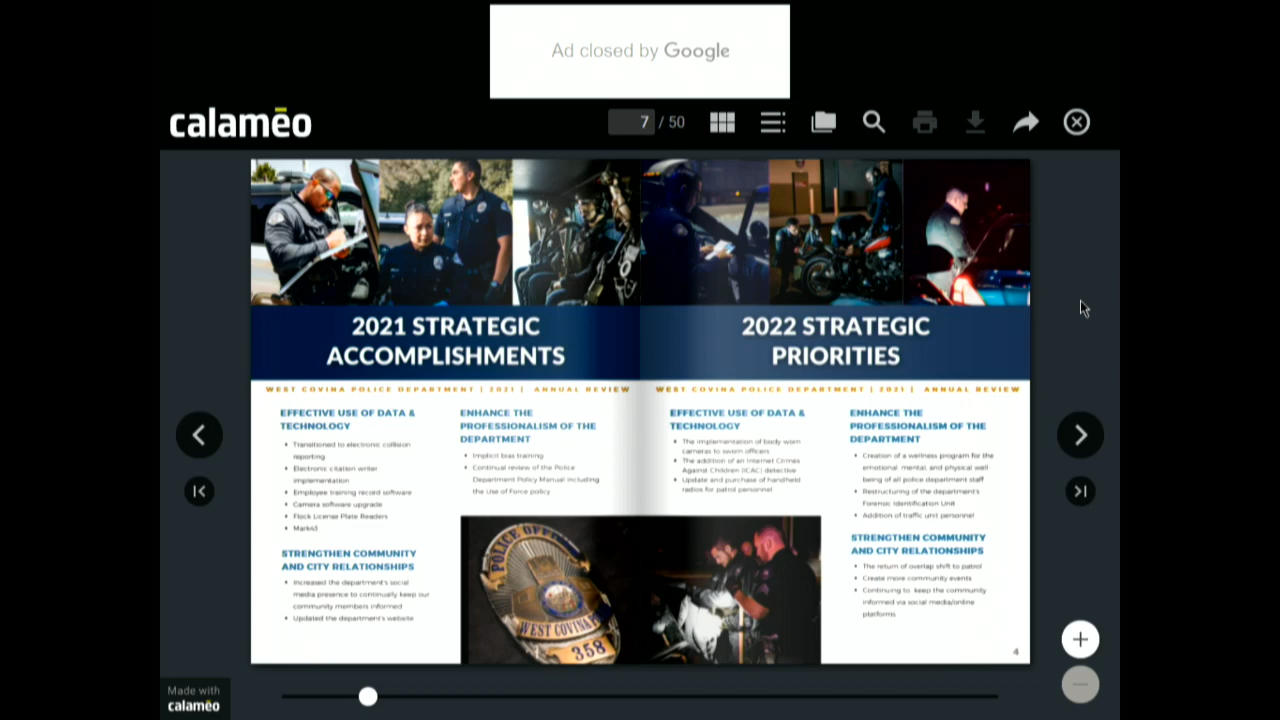 Ad closed by Google
calamēo
7 / 50
2021 STRATEGIC
ACCOMPLISHMENTS
2022 STRATEGIC
PRIORITIES
WEST COVINA POLICE DEPARTMENT | 2021 | ANNUAL REVIEW
WEST COVINA POLICE DEPARTMENT | 2021 | ANNUAL REVIEW
EFFECTIVE USE OF DATA &
TECHNOLOGY
• Transitioned to electronic collision
reporting
• Electronic citation writer
implementation
• Employee training record software
• Camera software upgrade
• Flock License Plate Readers
• Mark43
STRENGTHEN COMMUNITY
AND CITY RELATIONSHIPS
• Increased the department's social
media presence to continually keep our
community members informed
• Updated the department's website
ENHANCE THE
PROFESSIONALISM OF THE
DEPARTMENT
• Implicit bias training
• Continual review of the Police
Department Policy Manual including
the Use of Force policy
POLICE OFFICER
WEST COVINA
358
EFFECTIVE USE OF DATA &
TECHNOLOGY
• The implementation of body worn
cameras to sworn officers
• The addition of an Internet Crimes
Against Children (ICAC) detective
• Update and purchase of handheld
radios for patrol personnel
ENHANCE THE
PROFESSIONALISM OF THE
DEPARTMENT
• Creation of a wellness program for the
emotional, mental, and physical well
being of all police department staff
• Restructuring of the department's
Forensic Identification Unit
• Addition of traffic unit personnel
STRENGTHEN COMMUNITY
AND CITY RELATIONSHIPS
• The return of overlap shift to patrol
• Create more community events
• Continuing to keep the community
informed via social media/online
platforms
4
Made with
calamēo